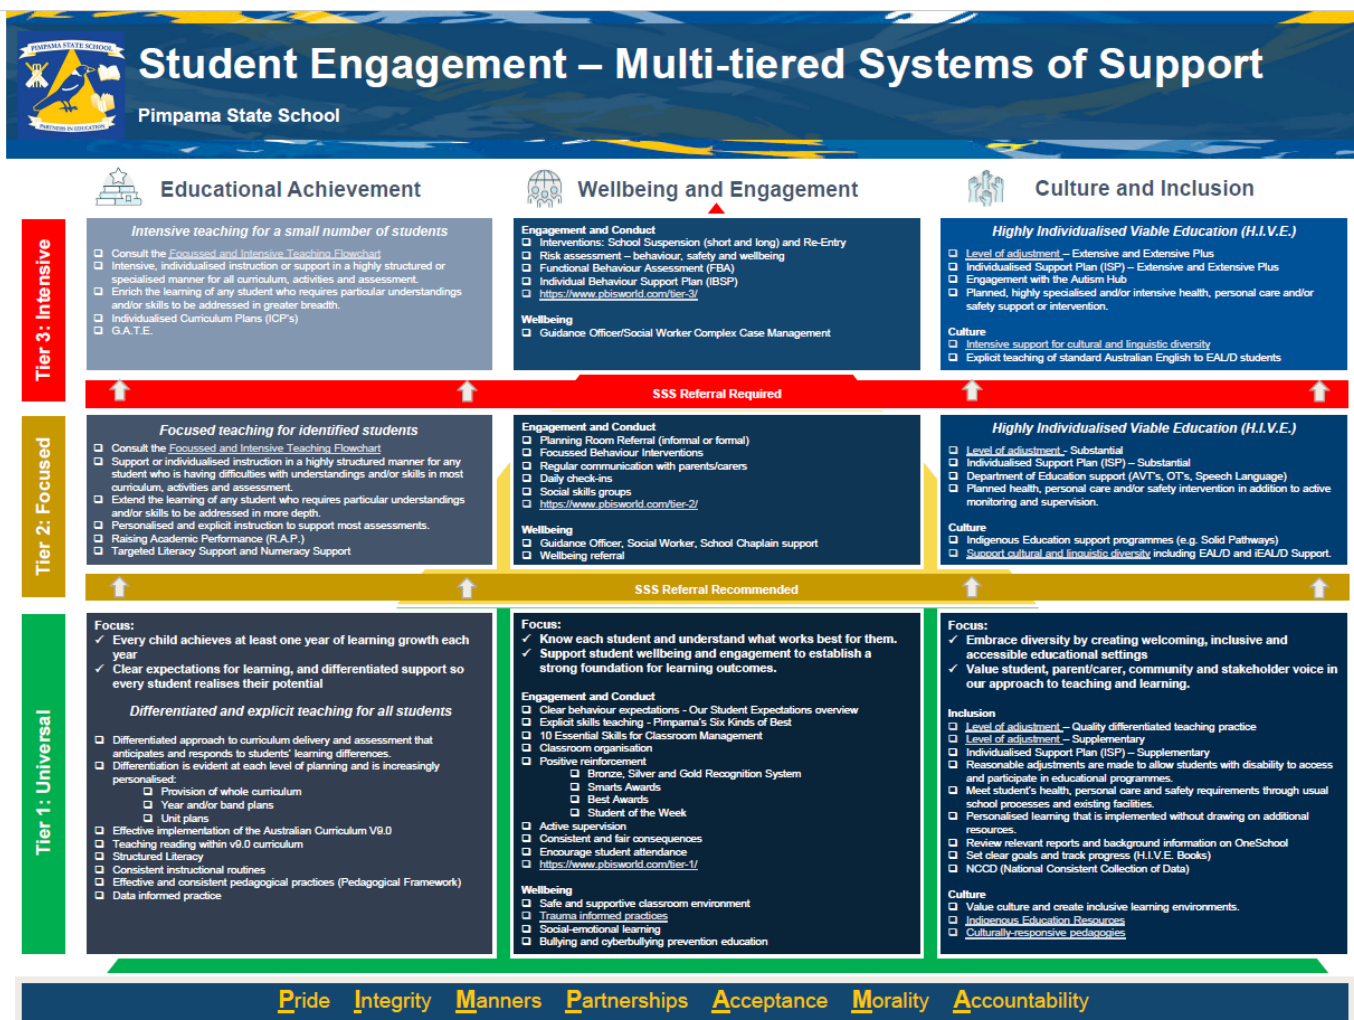 PIMPAMA STATE SCHOOL
PARTNERS IN EDUCATION
Student Engagement – Multi-tiered Systems of Support
Pimpama State School
Educational Achievement
Wellbeing and Engagement
Culture and Inclusion
Tier 3: Intensive
Intensive teaching for a small number of students
Consult the Focussed and Intensive Teaching Flowchart
Intensive, individualised instruction or support in a highly structured or
specialised manner for all curriculum, activities and assessment.
Enrich the learning of any student who requires particular understandings
and/or skills to be addressed in greater breadth.
Individualised Curriculum Plans (ICP's)
G.A.T.E.
Engagement and Conduct
Interventions: School Suspension (short and long) and Re-Entry
Risk assessment – behaviour, safety and wellbeing
Functional Behaviour Assessment (FBA)
Individual Behaviour Support Plan (IBSP)
https://www.pbisworld.com/tier-3/
Wellbeing
Guidance Officer/Social Worker Complex Case Management
Highly Individualised Viable Education (H.I.V.E.)
Level of adjustment – Extensive and Extensive Plus
Individualised Support Plan (ISP) – Extensive and Extensive Plus
Engagement with the Autism Hub
Planned, highly specialised and/or intensive health, personal care and/or
safety support or intervention.
Culture
Intensive support for cultural and linguistic diversity
Explicit teaching of standard Australian English to EAL/D students
SSS Referral Required
Tier 2: Focused
Focused teaching for identified students
Consult the Focussed and Intensive Teaching Flowchart
Support or individualised instruction in a highly structured manner for any
student who is having difficulties with understandings and/or skills in most
curriculum, activities and assessment.
Extend the learning of any student who requires particular understandings
and/or skills to be addressed in more depth.
Personalised and explicit instruction to support most assessments.
Raising Academic Performance (R.A.P.)
Targeted Literacy Support and Numeracy Support
Engagement and Conduct
Planning Room Referral (informal or formal)
Focussed Behaviour Interventions
Regular communication with parents/carers
Daily check-ins
Social skills groups
https://www.pbisworld.com/tier-2/
Wellbeing
Guidance Officer, Social Worker, School Chaplain support
Wellbeing referral
Highly Individualised Viable Education (H.I.V.E.)
Level of adjustment - Substantial
Individualised Support Plan (ISP) – Substantial
Department of Education support (AVT's, OT's, Speech Language)
Planned health, personal care and/or safety intervention in addition to active
monitoring and supervision.
Culture
Indigenous Education support programmes (e.g. Solid Pathways)
Support cultural and linguistic diversity including EAL/D and iEAL/D Support.
SSS Referral Recommended
Tier 1: Universal
Focus:
✓ Every child achieves at least one year of learning growth each
year
✓ Clear expectations for learning, and differentiated support so
every student realises their potential
Differentiated and explicit teaching for all students
Differentiated approach to curriculum delivery and assessment that
anticipates and responds to students' learning differences.
Differentiation is evident at each level of planning and is increasingly
personalised:
Provision of whole curriculum
Year and/or band plans
Unit plans
Effective implementation of the Australian Curriculum V9.0
Teaching reading within v9.0 curriculum
Structured Literacy
Consistent instructional routines
Effective and consistent pedagogical practices (Pedagogical Framework)
Data informed practice
Focus:
✓ Know each student and understand what works best for them.
✓ Support student wellbeing and engagement to establish a
strong foundation for learning outcomes.
Engagement and Conduct
Clear behaviour expectations - Our Student Expectations overview
Explicit skills teaching - Pimpama's Six Kinds of Best
10 Essential Skills for Classroom Management
Classroom organisation
Positive reinforcement
Bronze, Silver and Gold Recognition System
Smarts Awards
Best Awards
Student of the Week
Active supervision
Consistent and fair consequences
Encourage student attendance
https://www.pbisworld.com/tier-1/
Wellbeing
Safe and supportive classroom environment
Trauma informed practices
Social-emotional learning
Bullying and cyberbullying prevention education
Focus:
✓ Embrace diversity by creating welcoming, inclusive and
accessible educational settings
✓ Value student, parent/carer, community and stakeholder voice in
our approach to teaching and learning.
Inclusion
Level of adjustment – Quality differentiated teaching practice
Level of adjustment – Supplementary
Individualised Support Plan (ISP) – Supplementary
Reasonable adjustments are made to allow students with disability to access
and participate in educational programmes.
Meet student's health, personal care and safety requirements through usual
school processes and existing facilities.
Personalised learning that is implemented without drawing on additional
resources.
Review relevant reports and background information on OneSchool
Set clear goals and track progress (H.I.V.E. Books)
NCCD (National Consistent Collection of Data)
Culture
Value culture and create inclusive learning environments.
Indigenous Education Resources
Culturally-responsive pedagogies
Pride Integrity Manners Partnerships Acceptance Morality Accountability